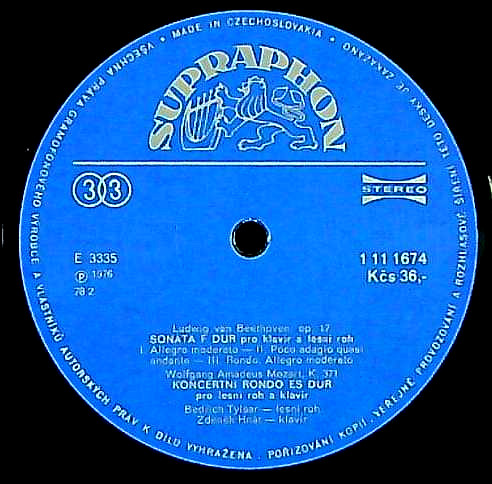 VŠECHNA PRÁVA GRAMOFONOVÉHO VÝROBCE A VLASTNÍKŮ AUTORSKÝCH PRÁV K DÍLU VYHRAŽENA. POŘIZOVÁNÍ KOPIÍ, VEŘEJNÉ PROVOZOVÁNÍ A ROZHLASOVÉ ŠÍŘENÍ TÉTO DESKY JE ZAKÁZÁNO • MADE IN CZECHOSLOVAKIA •
SUPRAPHON
33
STEREO
E 3335
1 11 1674
℗ 1976
Kčs 36,-
78 2
Ludwig van Beethoven, op. 17
SONÁTA F DUR pro klavír a lesní roh
I. Allegro moderato — II. Poco adagio quasi
andante — III. Rondo. Allegro moderato
Wolfgang Amadeus Mozart, K. 371
KONCERTNÍ RONDO ES DUR
pro lesní roh a klavír
Bedřich Tylšar — lesní roh
Zdeněk Hnát — klavír